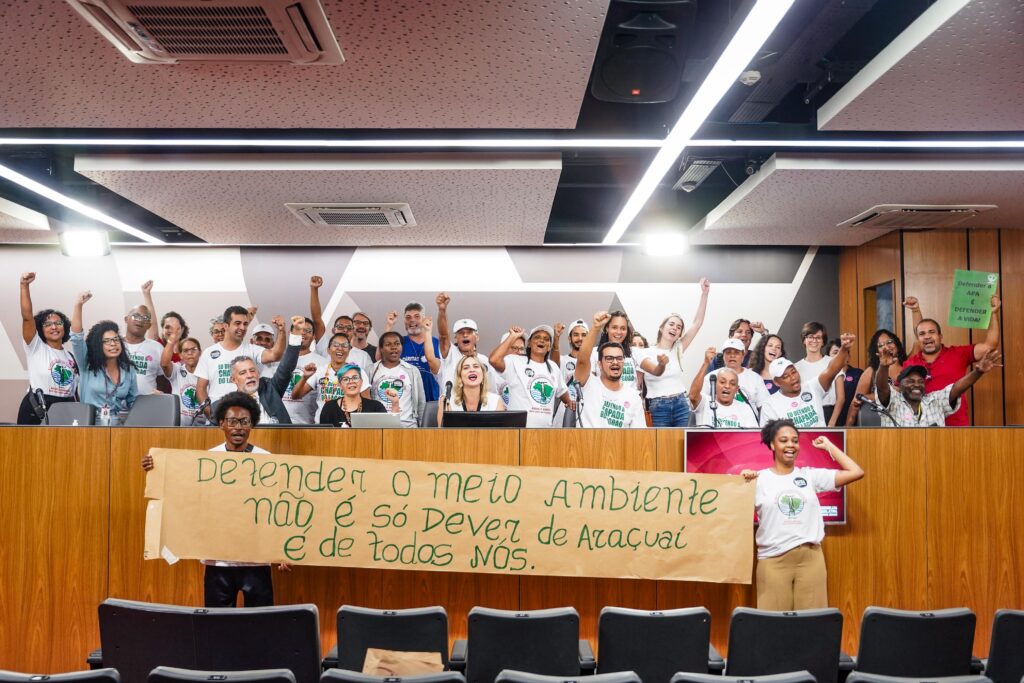 Defender a
APA é
DEFENDER
A VIDA!
DEFENDER O MEIO AMBIENTE
NÃO É SÓ DEVER DE ARAÇUAÍ
É DE TODOS NÓS.